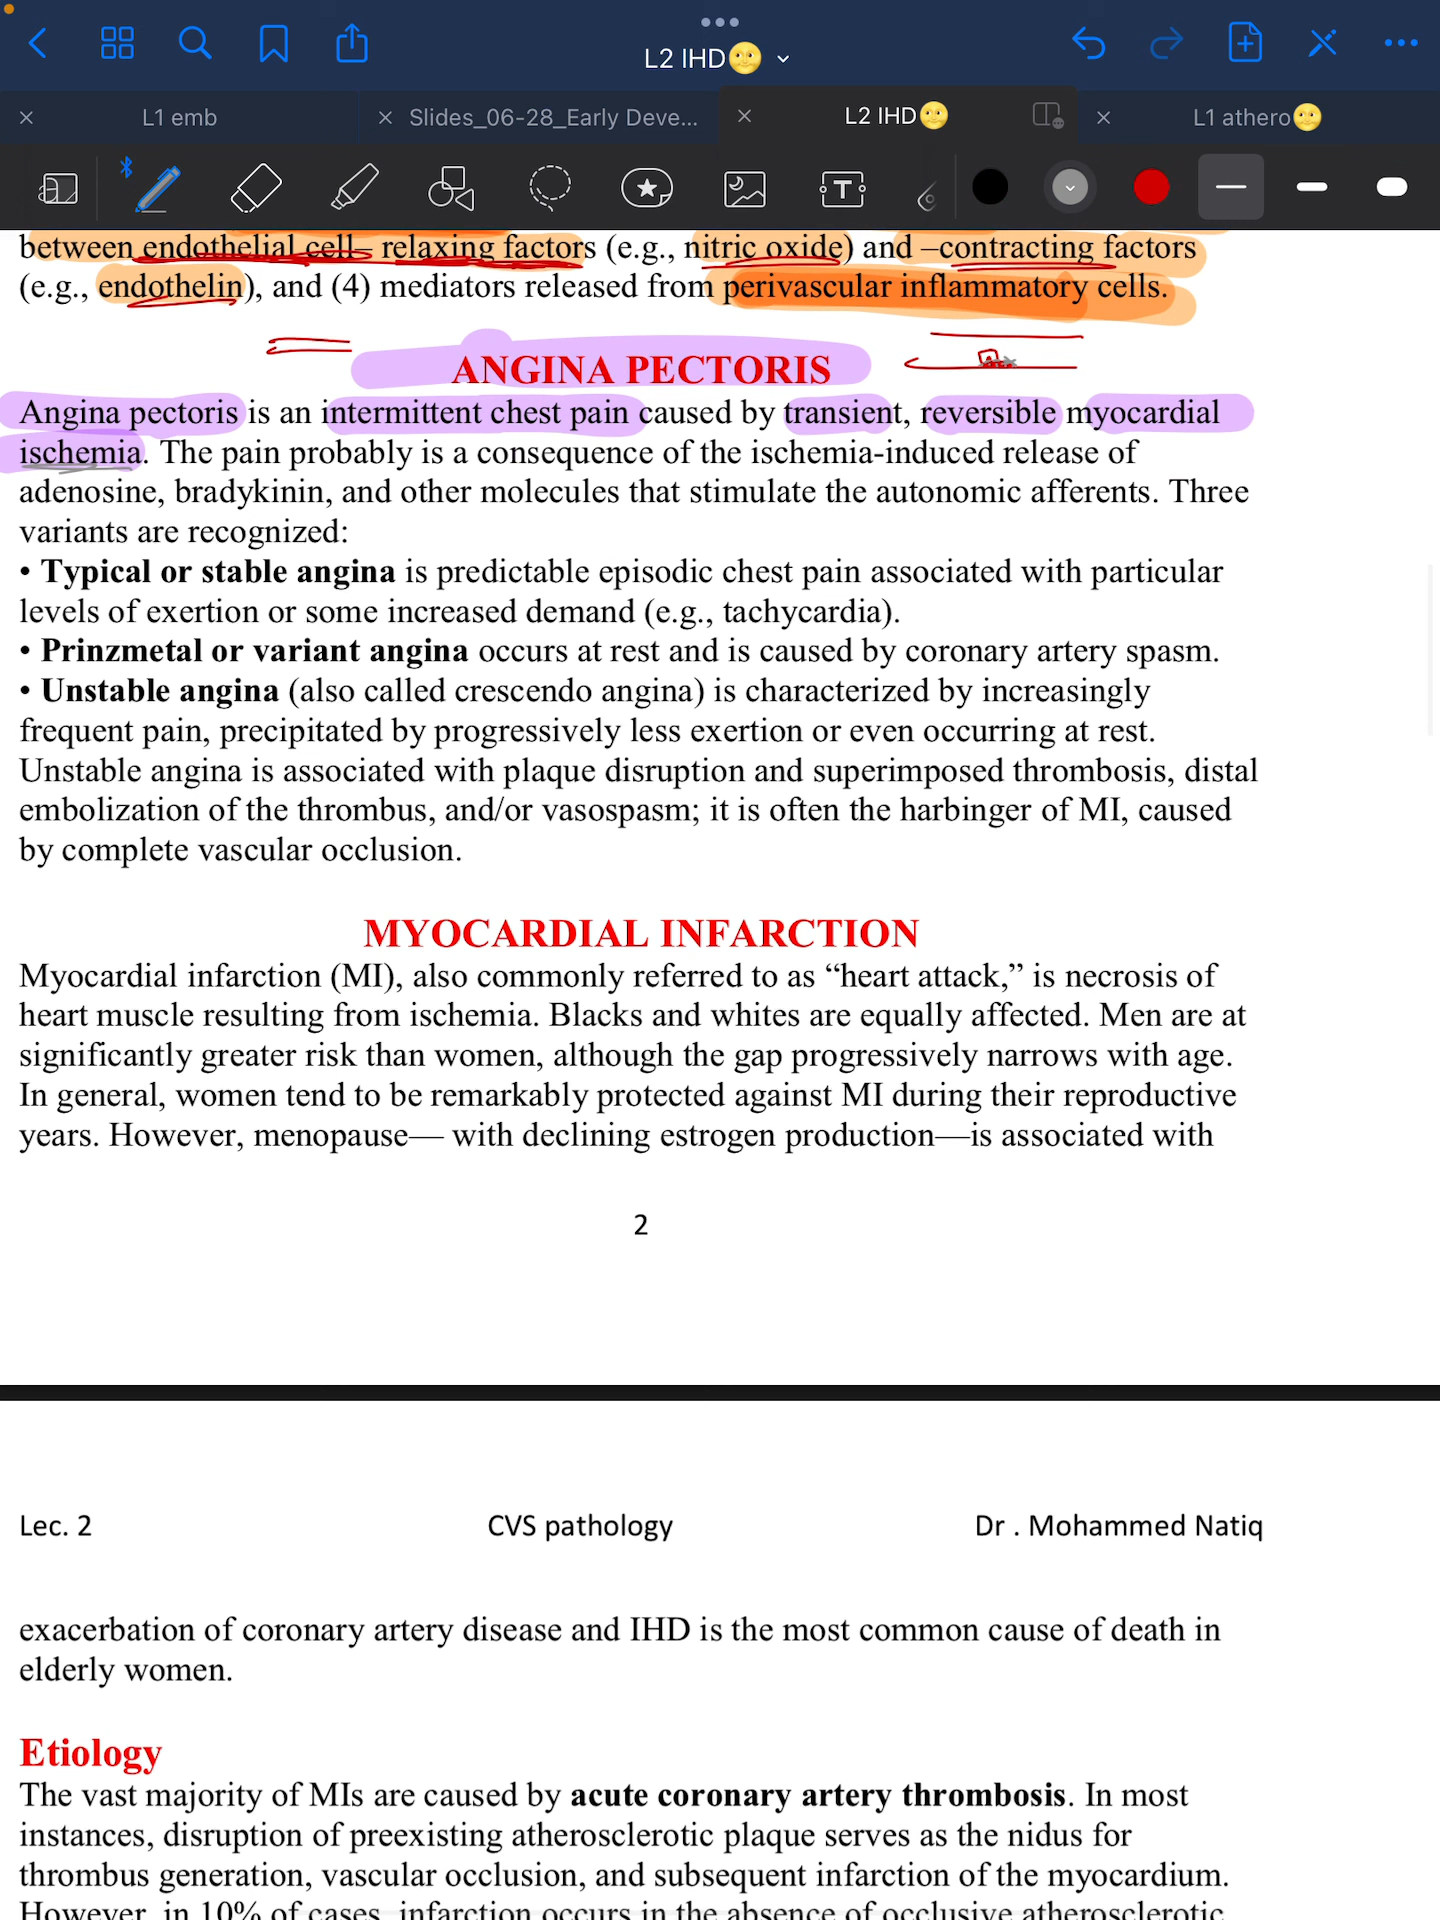 L2 IHD🌝
L1 emb
Slides_06-28_Early Deve...
L2 IHD🌝
L1 athero🌝
between endothelial cell– relaxing factors (e.g., nitric oxide) and –contracting factors
(e.g., endothelin), and (4) mediators released from perivascular inflammatory cells.
ANGINA PECTORIS
Angina pectoris is an intermittent chest pain caused by transient, reversible myocardial
ischemia. The pain probably is a consequence of the ischemia-induced release of
adenosine, bradykinin, and other molecules that stimulate the autonomic afferents. Three
variants are recognized:
• Typical or stable angina is predictable episodic chest pain associated with particular
levels of exertion or some increased demand (e.g., tachycardia).
• Prinzmetal or variant angina occurs at rest and is caused by coronary artery spasm.
• Unstable angina (also called crescendo angina) is characterized by increasingly
frequent pain, precipitated by progressively less exertion or even occurring at rest.
Unstable angina is associated with plaque disruption and superimposed thrombosis, distal
embolization of the thrombus, and/or vasospasm; it is often the harbinger of MI, caused
by complete vascular occlusion.
MYOCARDIAL INFARCTION
Myocardial infarction (MI), also commonly referred to as “heart attack,” is necrosis of
heart muscle resulting from ischemia. Blacks and whites are equally affected. Men are at
significantly greater risk than women, although the gap progressively narrows with age.
In general, women tend to be remarkably protected against MI during their reproductive
years. However, menopause— with declining estrogen production—is associated with
2
Lec. 2 CVS pathology Dr . Mohammed Natiq
exacerbation of coronary artery disease and IHD is the most common cause of death in
elderly women.
Etiology
The vast majority of MIs are caused by acute coronary artery thrombosis. In most
instances, disruption of preexisting atherosclerotic plaque serves as the nidus for
thrombus generation, vascular occlusion, and subsequent infarction of the myocardium.
However, in 10% of cases, infarction occurs in the absence of occlusive atherosclerotic